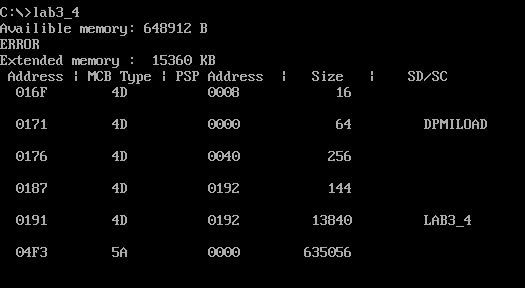 C:\>lab3_4
Availible memory: 648912 B
ERROR
Extended memory :  15360 KB
Address | MCB Type | PSP Address  |   Size   |    SD/SC
016F       4D          0008            16
0171       4D          0000            64         DPMILOAD
0176       4D          0040           256
0187       4D          0192           144
0191       4D          0192         13840         LAB3_4
04F3       5A          0000        635056